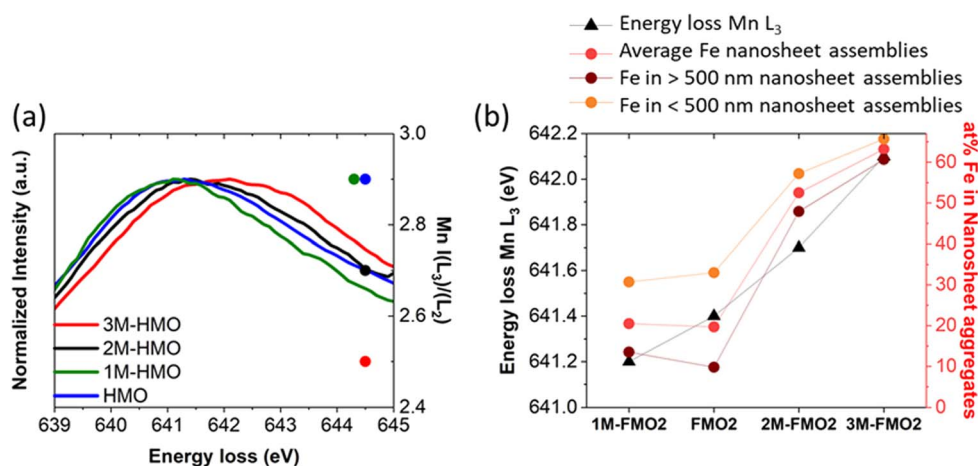 Energy loss Mn L3
Average Fe nanosheet assemblies
Fe in > 500 nm nanosheet assemblies
Fe in < 500 nm nanosheet assemblies
(a)
Normalized Intensity (a.u.)
3M-HMO
2M-HMO
1M-HMO
HMO
639 640 641 642 643 644 645
Energy loss (eV)
3.0
2.8
2.6
2.4
Mn I(L3)/(L2)
(b)
Energy loss Mn L3 (eV)
642.2
642.0
641.8
641.6
641.4
641.2
641.0
1M-FMO2 FMO2 2M-FMO2 3M-FMO2
60
50
40
30
20
10
0
at% Fe in Nanosheet aggregates